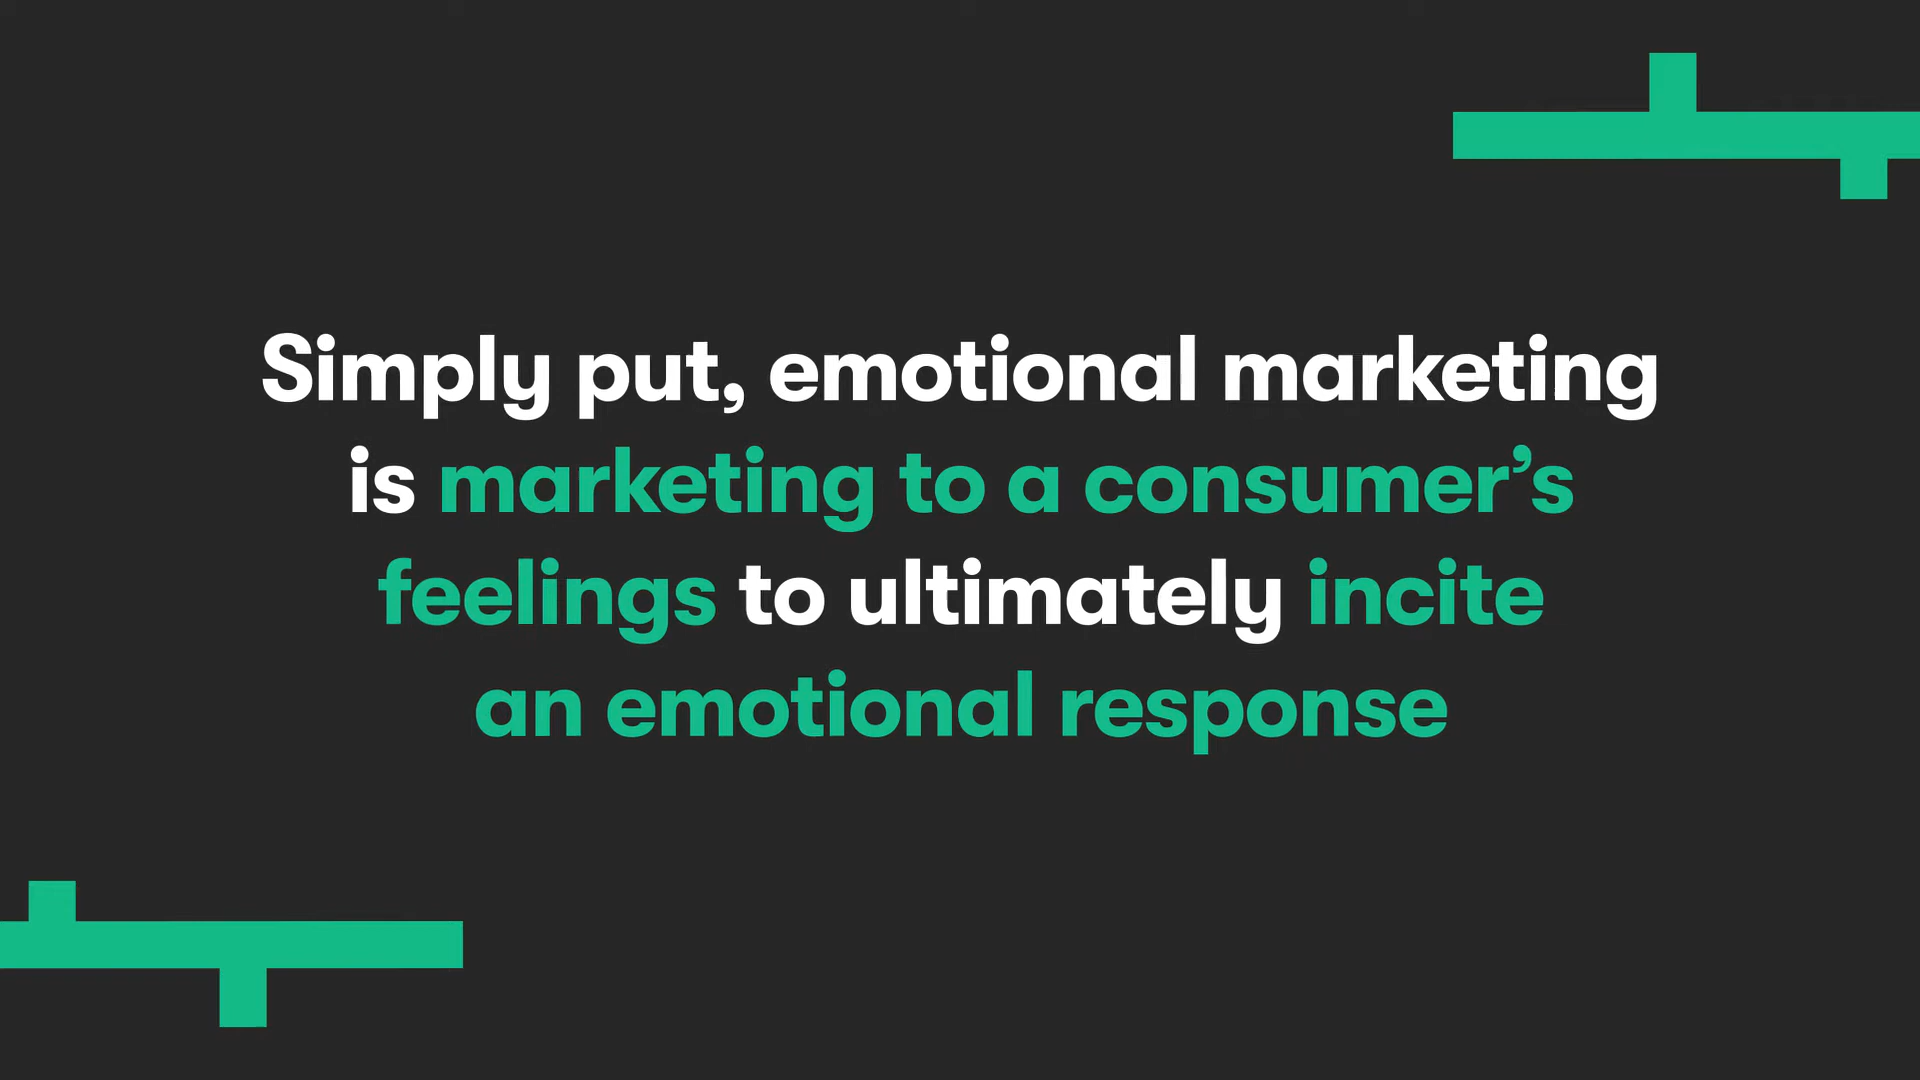 Simply put, emotional marketing
is marketing to a consumer’s
feelings to ultimately incite
an emotional response